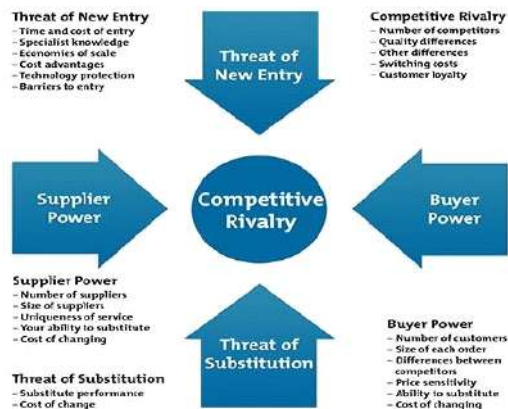 Threat of New Entry
- Time and cost of entry
- Specialist knowledge
- Economies of scale
- Cost advantages
- Technology protection
- Barriers to entry
Competitive Rivalry
- Number of competitors
- Quality differences
- Other differences
- Switching costs
- Customer loyalty
Threat of
New Entry
Supplier
Power
Competitive
Rivalry
Buyer
Power
Supplier Power
- Number of suppliers
- Size of suppliers
- Uniqueness of service
- Your ability to substitute
- Cost of changing
Threat of
Substitution
Threat of Substitution
- Substitute performance
- Cost of change
Buyer Power
- Number of customers
- Size of each order
- Differences between
competitors
- Price sensitivity
- Ability to substitute
- Cost of changing